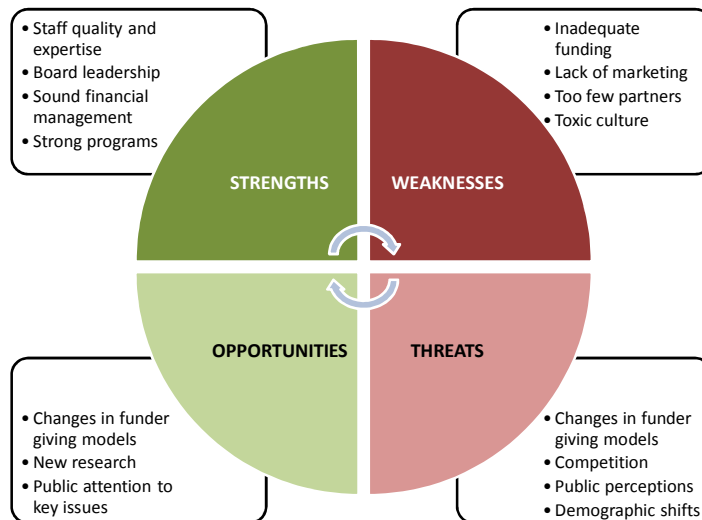 • Staff quality and
expertise
• Board leadership
• Sound financial
management
• Strong programs
• Inadequate
funding
• Lack of marketing
• Too few partners
• Toxic culture
STRENGTHS
WEAKNESSES
OPPORTUNITIES
THREATS
• Changes in funder
giving models
• New research
• Public attention to
key issues
• Changes in funder
giving models
• Competition
• Public perceptions
• Demographic shifts